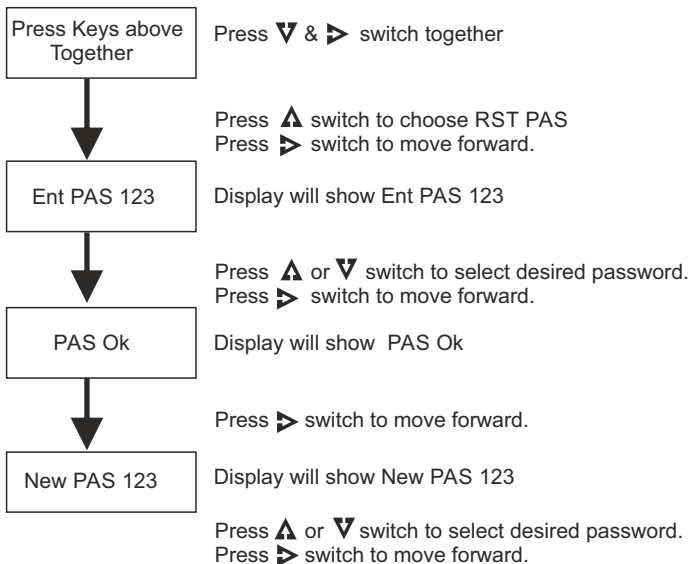 Press Keys above
Together
Press & switch together
Press switch to choose RST PAS
Press switch to move forward.
Ent PAS 123
Display will show Ent PAS 123
Press or switch to select desired password.
Press switch to move forward.
PAS Ok
Display will show PAS Ok
Press switch to move forward.
New PAS 123
Display will show New PAS 123
Press or switch to select desired password.
Press switch to move forward.